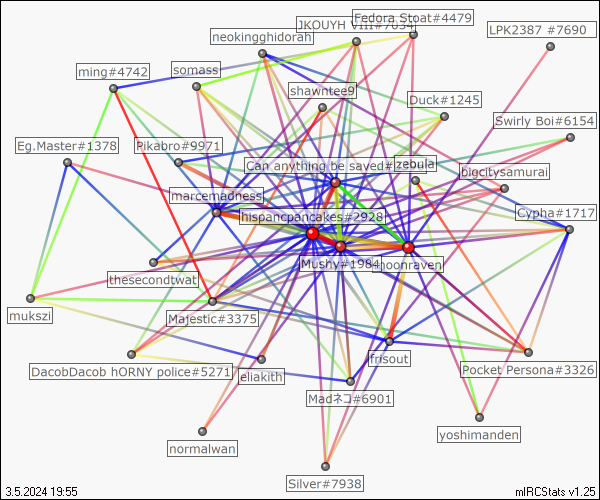 Fedora Stoat#4479
JKOUYH VIII#7034
LPK2387 #7690
neokingghidorah
ming#4742
somass
shawntee9
Duck#1245
Swirly Boi#6154
Eg.Master#1378
Pikabro#9971
Can anything be saved#
zebula
bigcitysamurai
marcemadness
hispancpancakes#2928
Cypha#1717
Mushy#1984
moonraven
thesecondtwat
mukszi
Majestic#3375
ifrisout
DacobDacob hORNY police#5271
eliakith
Pocket Persona#3326
Madネコ#6901
normalwan
yoshimanden
Silver#7938
3.5.2024 19:55
mIRCStats v1.25